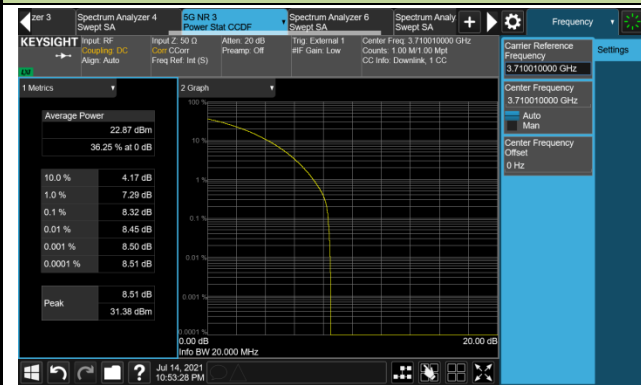 zer 3
Spectrum Analyzer 4
Swept SA
5G NR 3
Power Stat CCDF
Spectrum Analyzer 6
Swept SA
Spectrum Analy
Swept SA
Frequency
KEYSIGHT
Input: RF
Coupling: DC
Align: Auto
Input Z: 50 Ω
Corr CCorr
Freq Ref: Int (S)
Atten: 20 dB
Preamp: Off
Trig: External 1
#IF Gain: Low
Center Freq: 3.710010000 GHz
Counts: 1.00 M/1.00 Mpt
CC Info: Downlink, 1 CC
Carrier Reference
Frequency
3.710010000 GHz
Settings
Center Frequency
3.710010000 GHz
Auto
Man
Center Frequency
Offset
0 Hz
1 Metrics
2 Graph
Average Power
22.87 dBm
36.25 % at 0 dB
10.0 % 4.17 dB
1.0 % 7.29 dB
0.1 % 8.32 dB
0.01 % 8.45 dB
0.001 % 8.50 dB
0.0001 % 8.51 dB
Peak
8.51 dB
31.38 dBm
100 %
10 %
1 %
0.1 %
0.01 %
0.001 %
0.0001 %
0.00 dB
20.00 dB
Info BW 20.000 MHz
?
Jul 14, 2021
10:53:28 PM